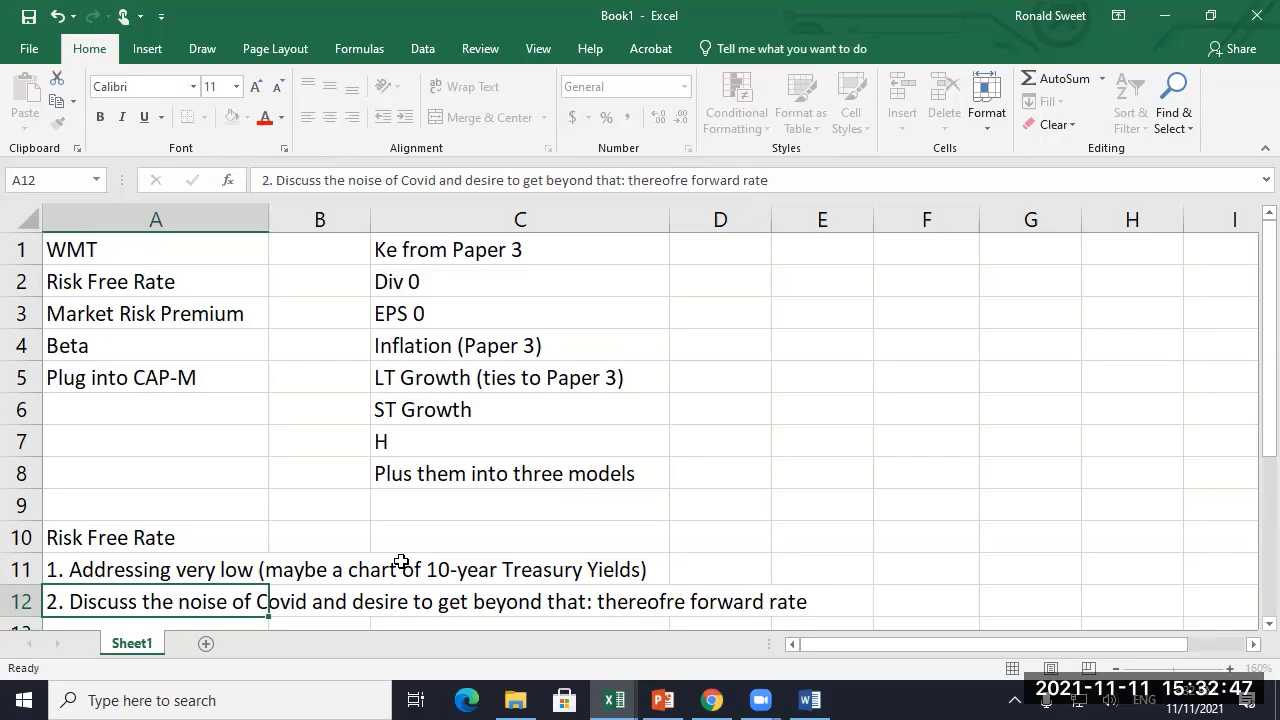 Book1 - Excel
Ronald Sweet
File Home Insert Draw Page Layout Formulas Data Review View Help Acrobat Tell me what you want to do Share
Paste
Clipboard
Calibri 11
B I U A
Font
Wrap Text
Merge & Center
Alignment
General
$ % ,
Number
Conditional Formatting
Format as Table
Cell Styles
Styles
Insert Delete Format
Cells
AutoSum
Fill
Clear
Sort & Filter
Find & Select
Editing
A12 fx 2. Discuss the noise of Covid and desire to get beyond that: thereofre forward rate
A B C D E F G H I
1 WMT Ke from Paper 3
2 Risk Free Rate Div 0
3 Market Risk Premium EPS 0
4 Beta Inflation (Paper 3)
5 Plug into CAP-M LT Growth (ties to Paper 3)
6 ST Growth
7 H
8 Plus them into three models
9
10 Risk Free Rate
11 1. Addressing very low (maybe a chart of 10-year Treasury Yields)
12 2. Discuss the noise of Covid and desire to get beyond that: thereofre forward rate
13
Sheet1
Ready 160%
Type here to search
2021-11-11 15:32:47
ENG
11/11/2021